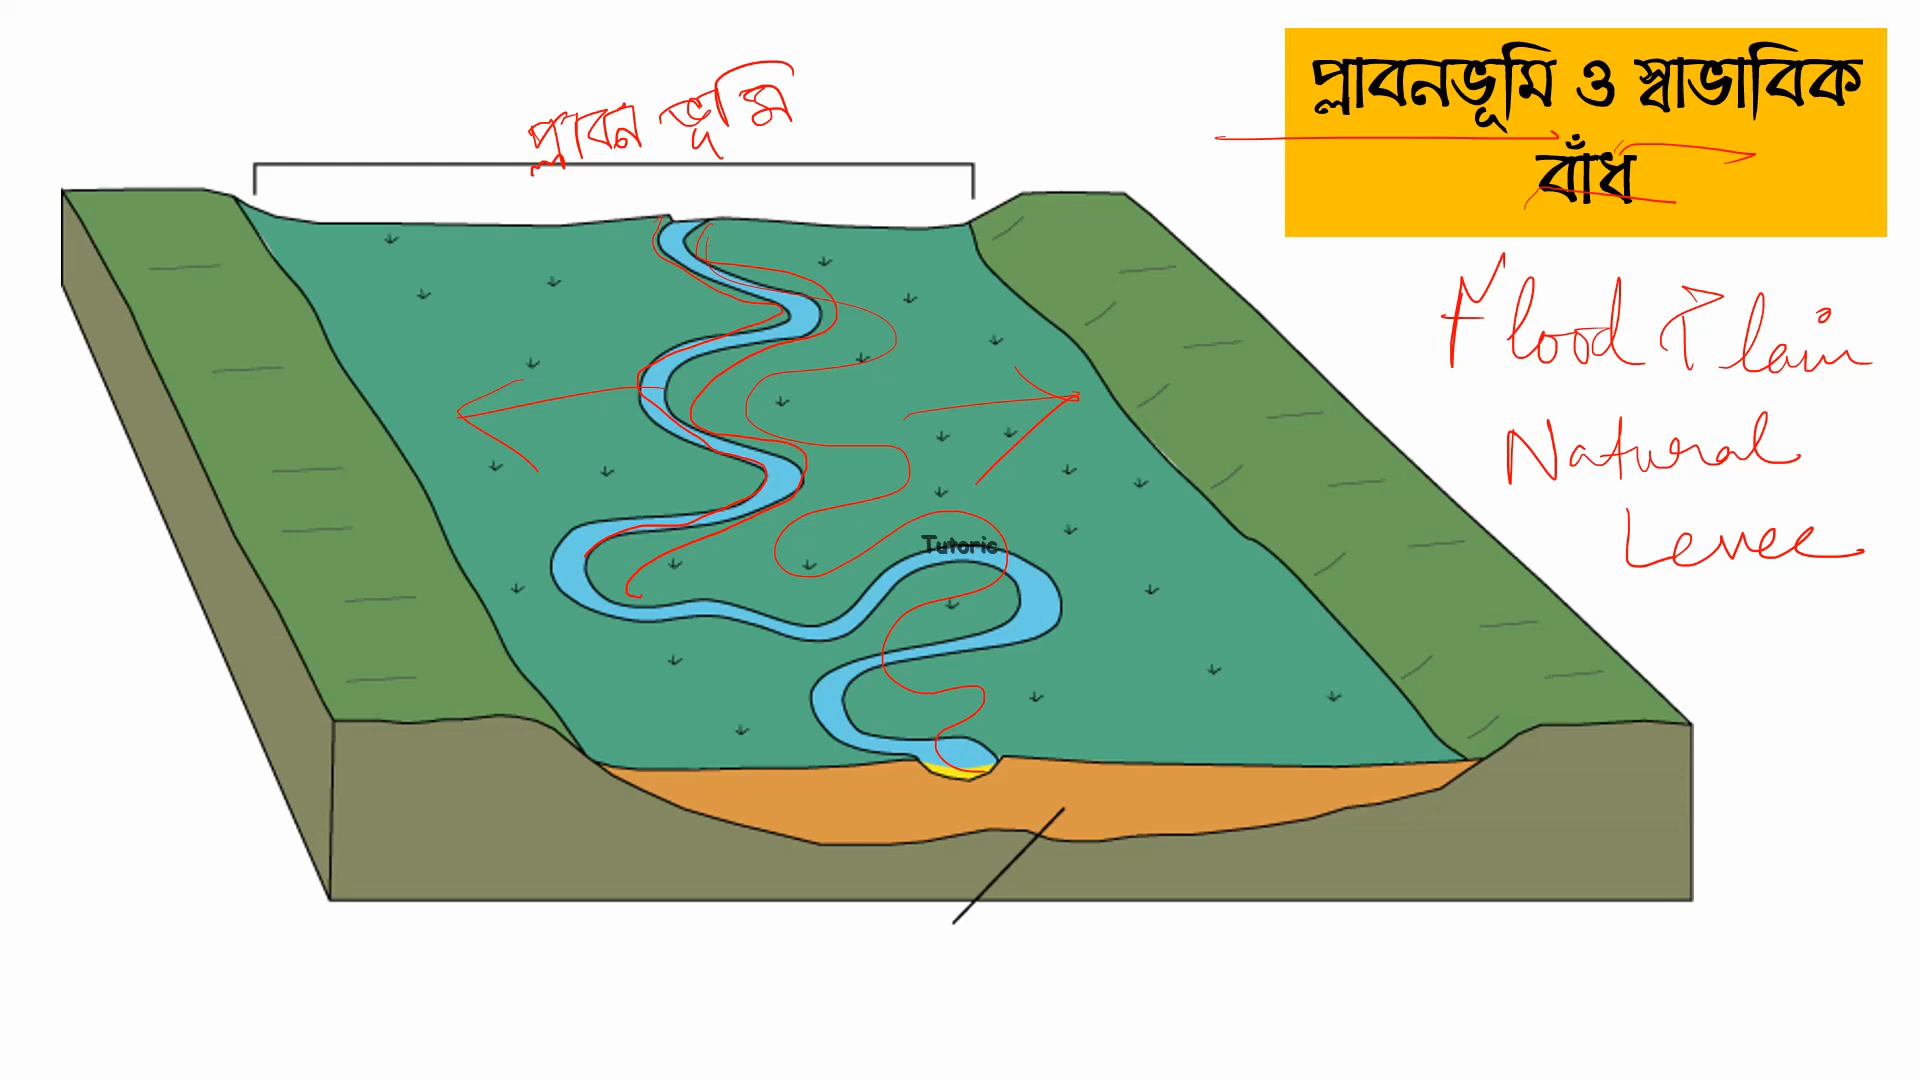 প্লাবন ভূমি
প্লাবনভূমি ও স্বাভাবিক
বাঁধ
Flood Plain
Natural
Levee
Tutoric